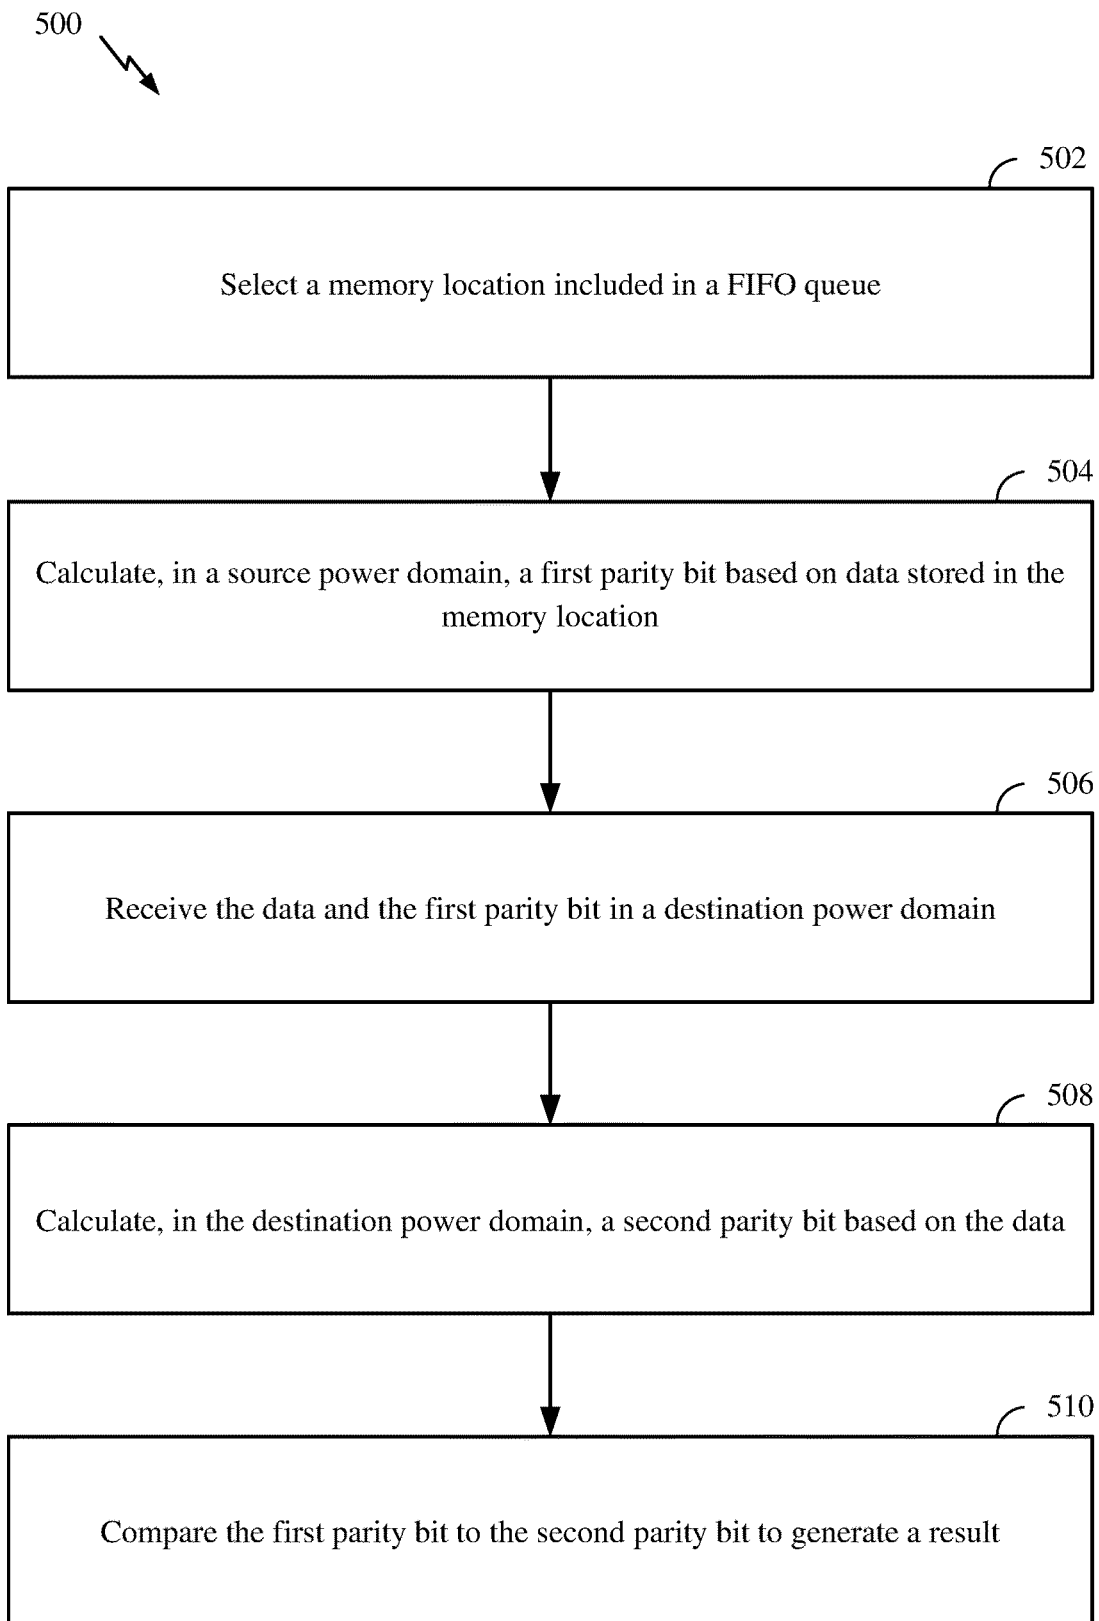 500
502
Select a memory location included in a FIFO queue
504
Calculate, in a source power domain, a first parity bit based on data stored in the
memory location
506
Receive the data and the first parity bit in a destination power domain
508
Calculate, in the destination power domain, a second parity bit based on the data
510
Compare the first parity bit to the second parity bit to generate a result